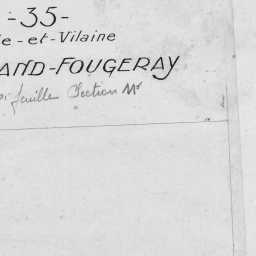 -35-
e-et-Vilaine
AND-FOUGERAY
feuille Section M